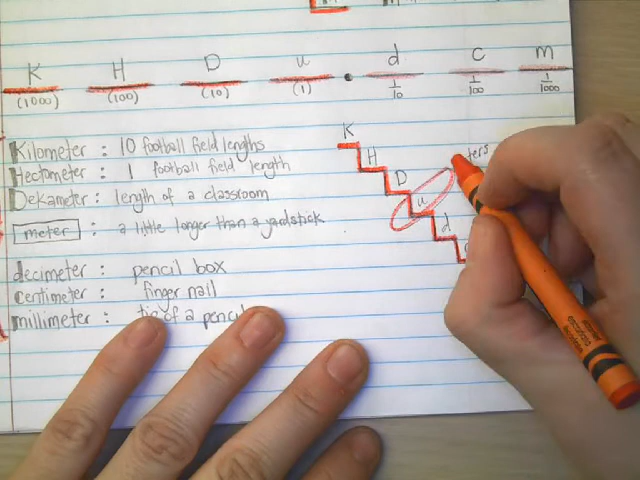 K H D u . d c m
(1000) (100) (10) (1) 1/10 1/100 1/1000
Kilometer : 10 football field lengths
Hectometer : 1 football field length
Dekameter : length of a classroom
meter : a little longer than a yardstick
decimeter : pencil box
centimeter : finger nail
millimeter : tip of a pencil
K
H
D
u
d